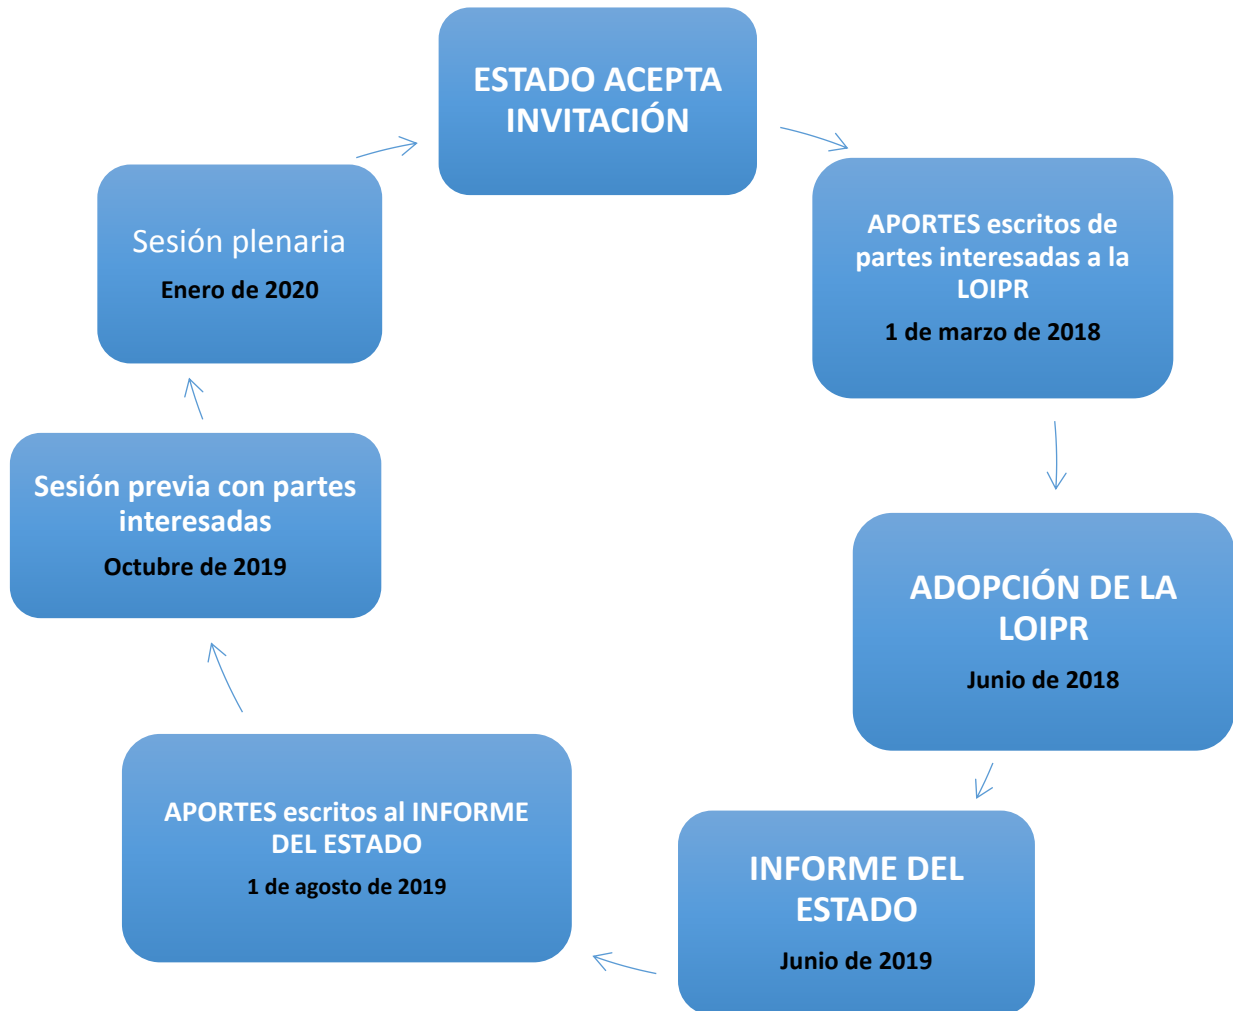 ESTADO ACEPTA
INVITACIÓN
APORTES escritos de
partes interesadas a la
LOIPR
1 de marzo de 2018
ADOPCIÓN DE LA
LOIPR
Junio de 2018
INFORME DEL
ESTADO
Junio de 2019
APORTES escritos al INFORME
DEL ESTADO
1 de agosto de 2019
Sesión previa con partes
interesadas
Octubre de 2019
Sesión plenaria
Enero de 2020